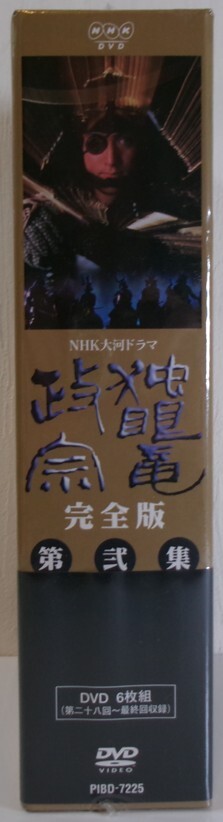 NHK
DVD
NHK大河ドラマ
独眼竜
政宗
完全版
第弐集
DVD 6枚組
(第二十八回〜最終回収録)
DVD
VIDEO
PIBD-7225